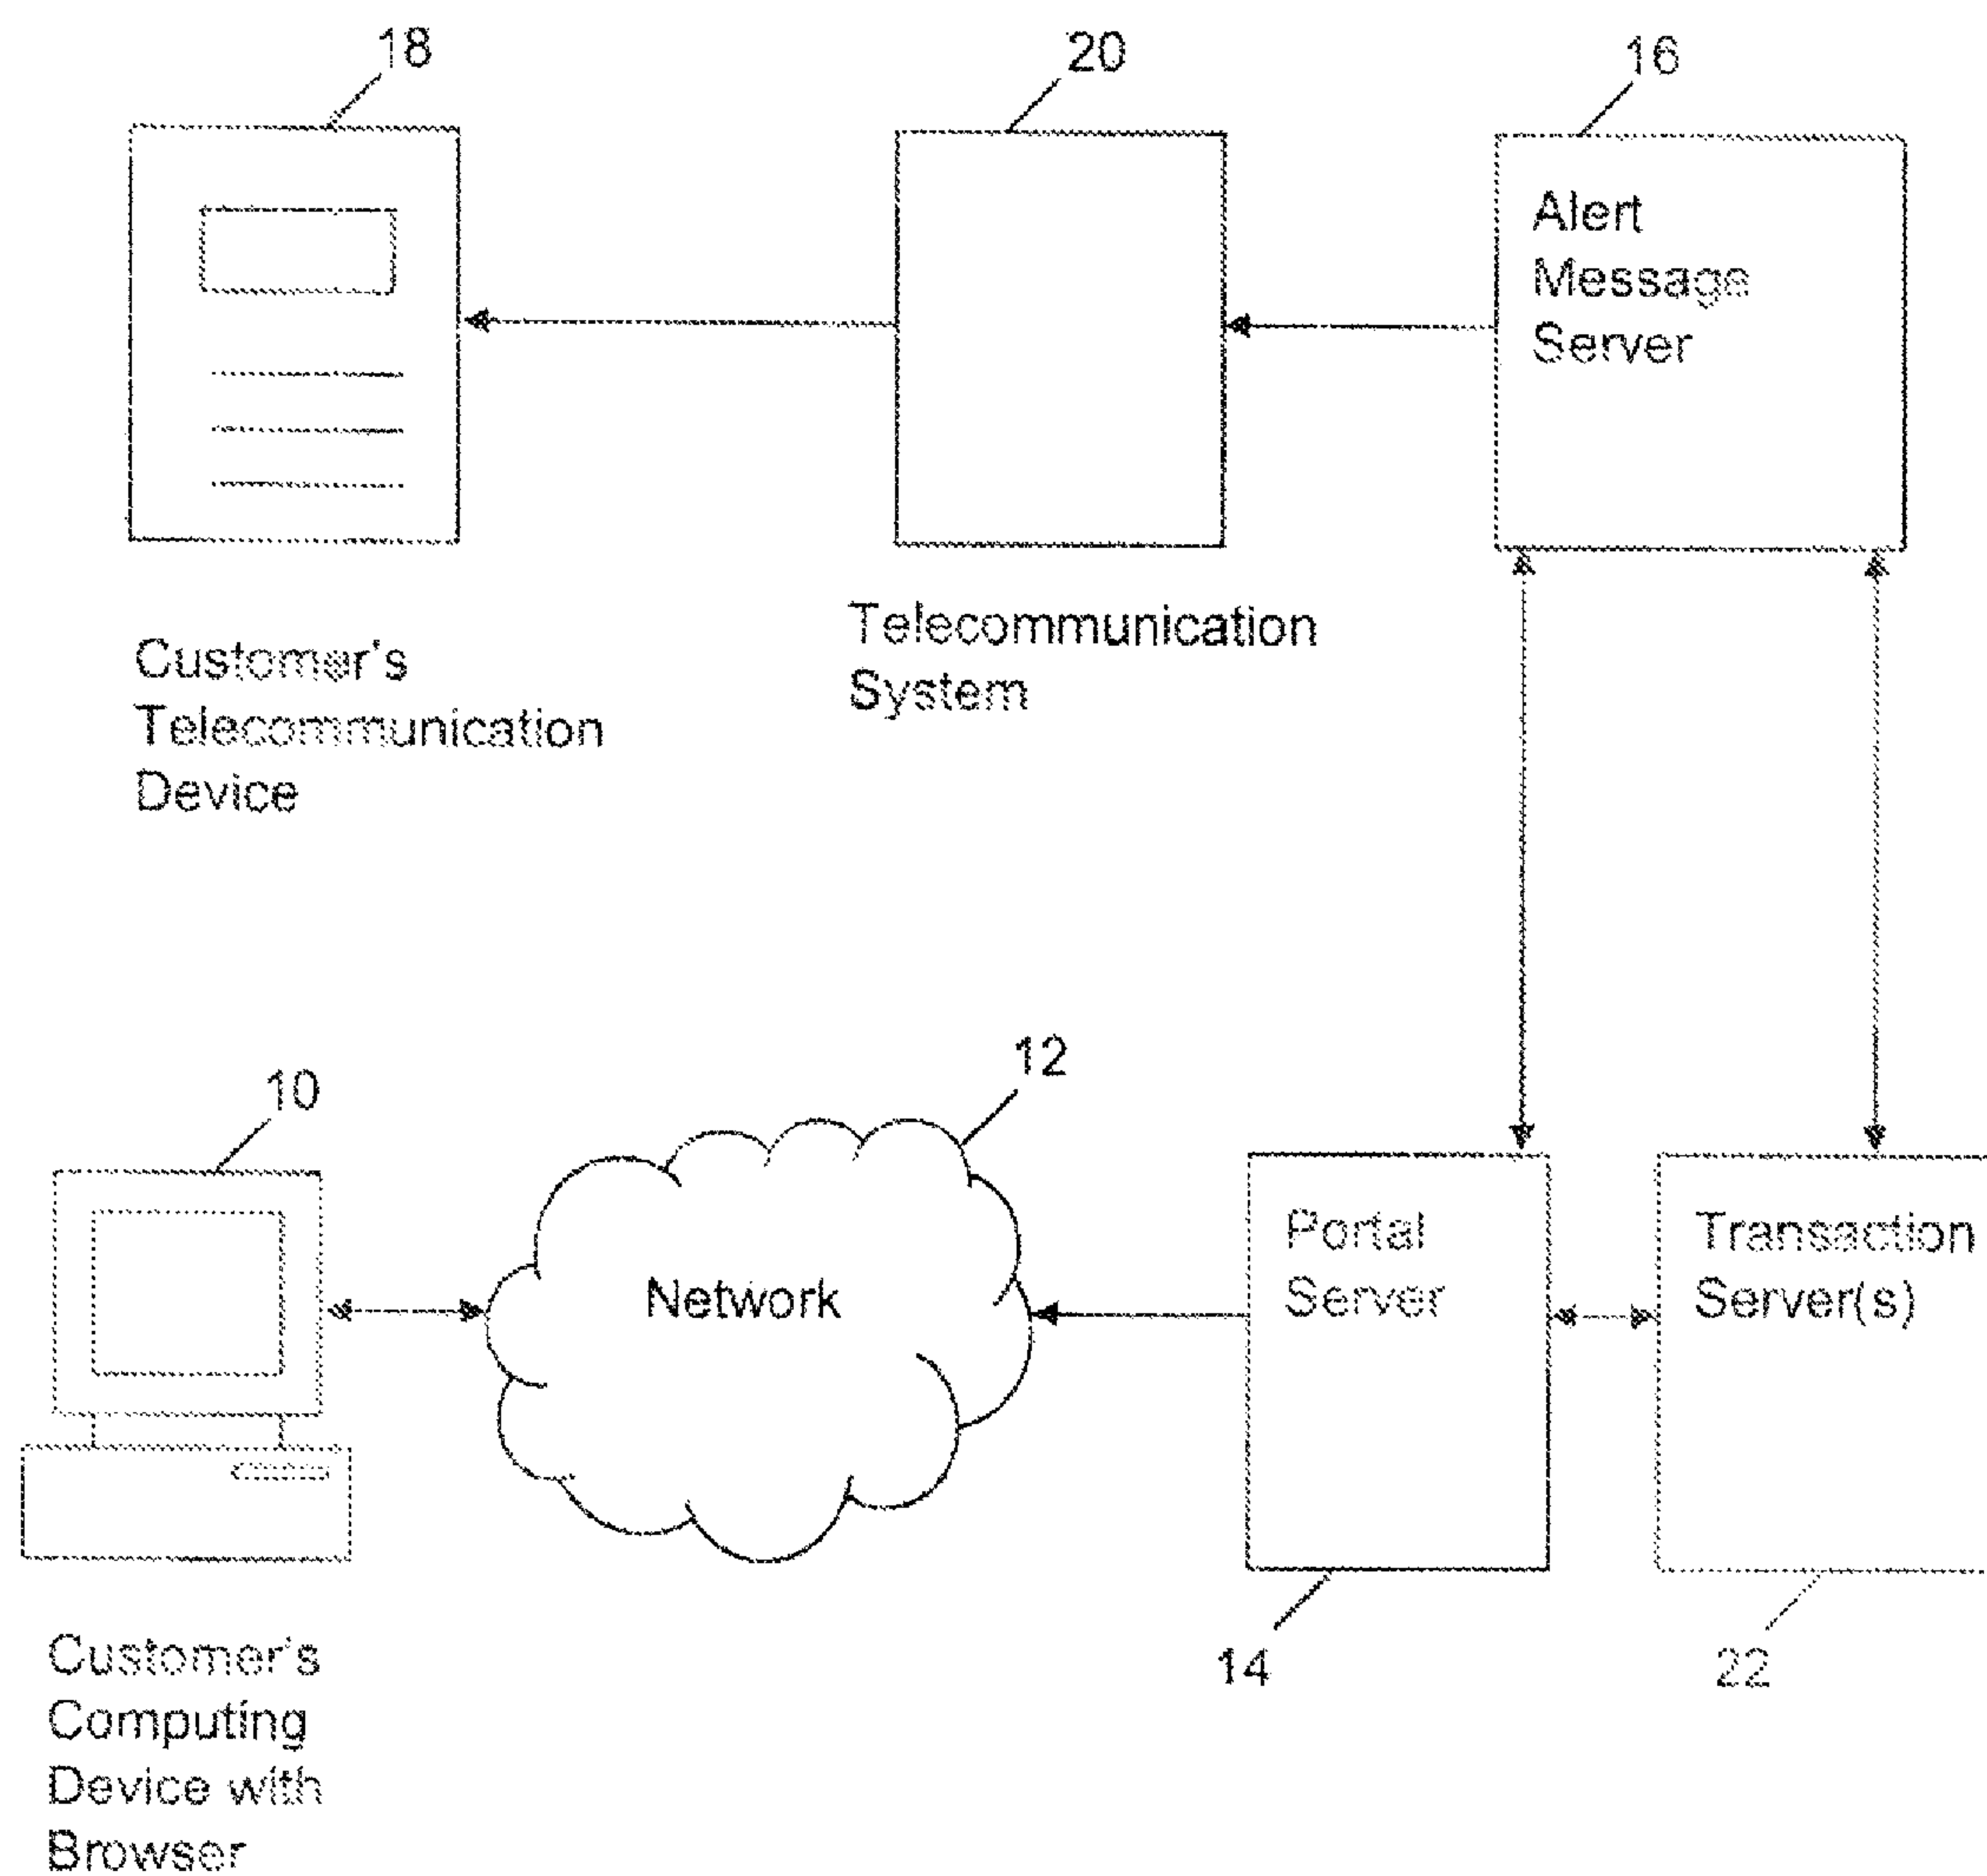 18
20
16
Alert
Message
Server
Telecommunication
System
Customer's
Telecommunication
Device
12
10
Network
Portal
Server
Transaction
Server(s)
14
22
Customer's
Computing
Device with
Browser